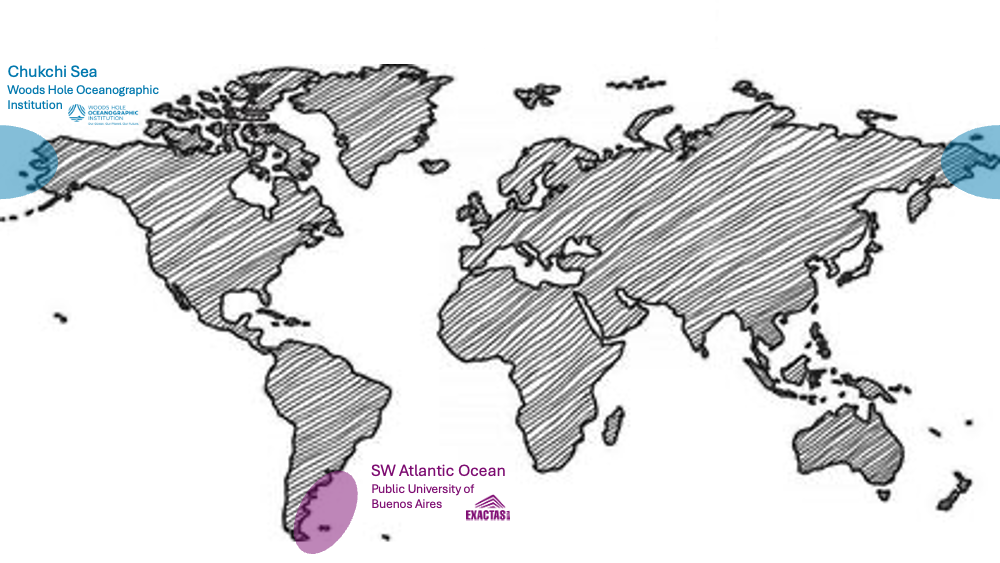 Chukchi Sea
Woods Hole Oceanographic
Institution
WOODS HOLE
OCEANOGRAPHIC
INSTITUTION
SW Atlantic Ocean
Public University of
Buenos Aires
EXACTAS